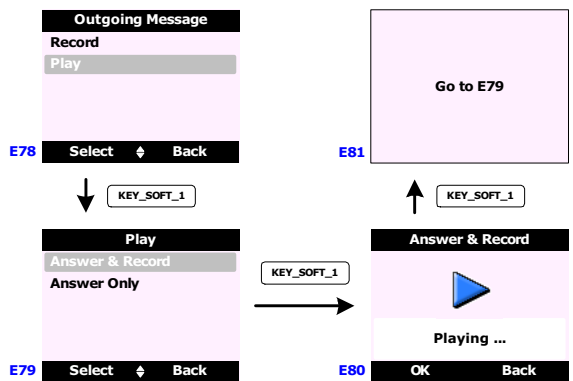 Outgoing Message
Record
Play
E78 Select Back
KEY_SOFT_1
Play
Answer & Record
Answer Only
E79 Select Back
KEY_SOFT_1
Answer & Record
Playing ...
E80 OK Back
KEY_SOFT_1
Go to E79
E81